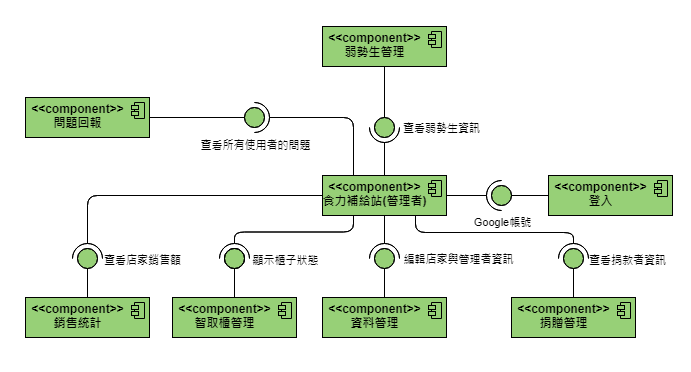 <<component>>
弱勢生管理
<<component>>
問題回報
查看弱勢生資訊
查看所有使用者的問題
<<component>>
食力補給站(管理者)
<<component>>
登入
Google帳號
查看店家銷售額
顯示櫃子狀態
編輯店家與管理者資訊
查看捐款者資訊
<<component>>
銷售統計
<<component>>
智取櫃管理
<<component>>
資料管理
<<component>>
捐贈管理